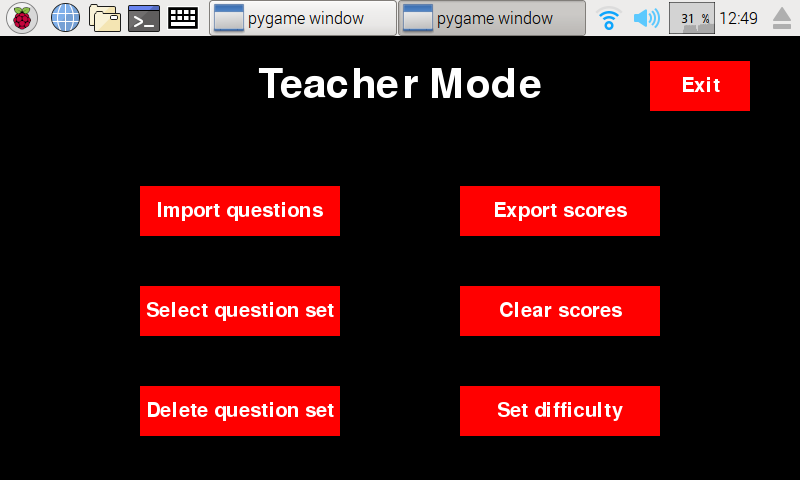 pygame window pygame window 31 % 12:49
Teacher Mode
Exit
Import questions
Export scores
Select question set
Clear scores
Delete question set
Set difficulty